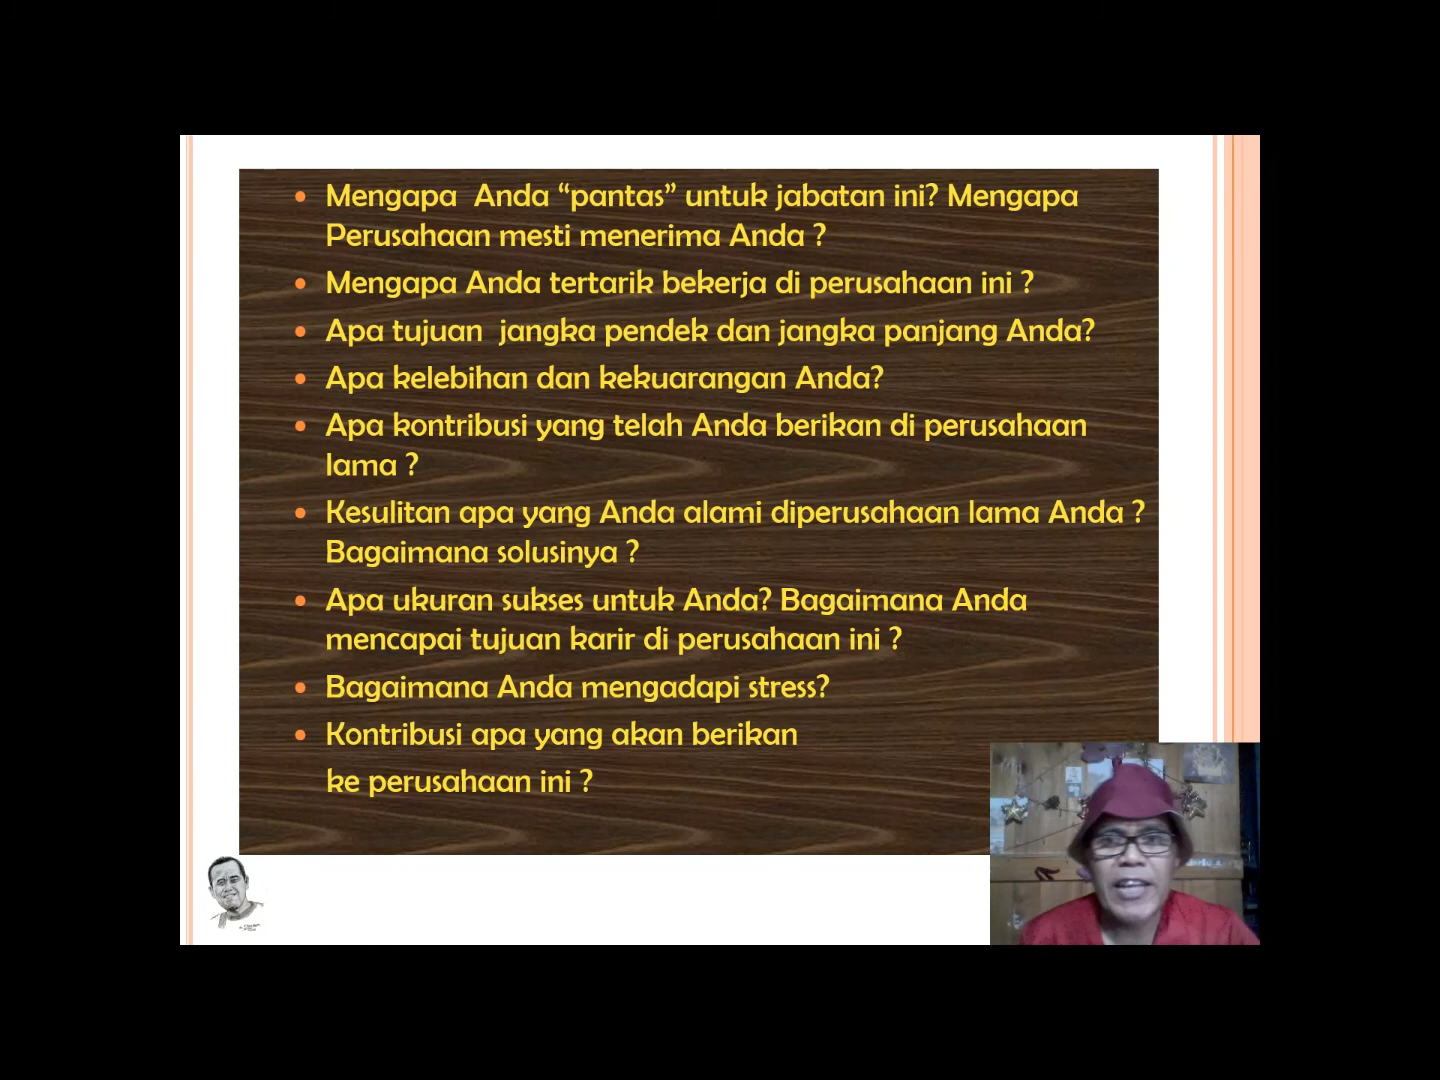 Mengapa Anda “pantas” untuk jabatan ini? Mengapa
Perusahaan mesti menerima Anda ?
Mengapa Anda tertarik bekerja di perusahaan ini ?
Apa tujuan jangka pendek dan jangka panjang Anda?
Apa kelebihan dan kekuarangan Anda?
Apa kontribusi yang telah Anda berikan di perusahaan
lama ?
Kesulitan apa yang Anda alami diperusahaan lama Anda ?
Bagaimana solusinya ?
Apa ukuran sukses untuk Anda? Bagaimana Anda
mencapai tujuan karir di perusahaan ini ?
Bagaimana Anda mengadapi stress?
Kontribusi apa yang akan berikan
ke perusahaan ini ?